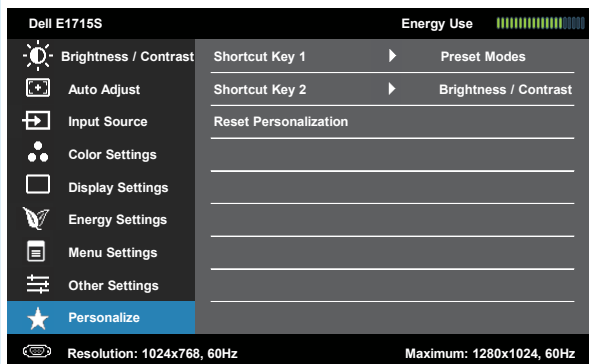 Dell E1715S Energy Use
Brightness / Contrast Shortcut Key 1 Preset Modes
Auto Adjust Shortcut Key 2 Brightness / Contrast
Input Source Reset Personalization
Color Settings
Display Settings
Energy Settings
Menu Settings
Other Settings
Personalize
Resolution: 1024x768, 60Hz Maximum: 1280x1024, 60Hz